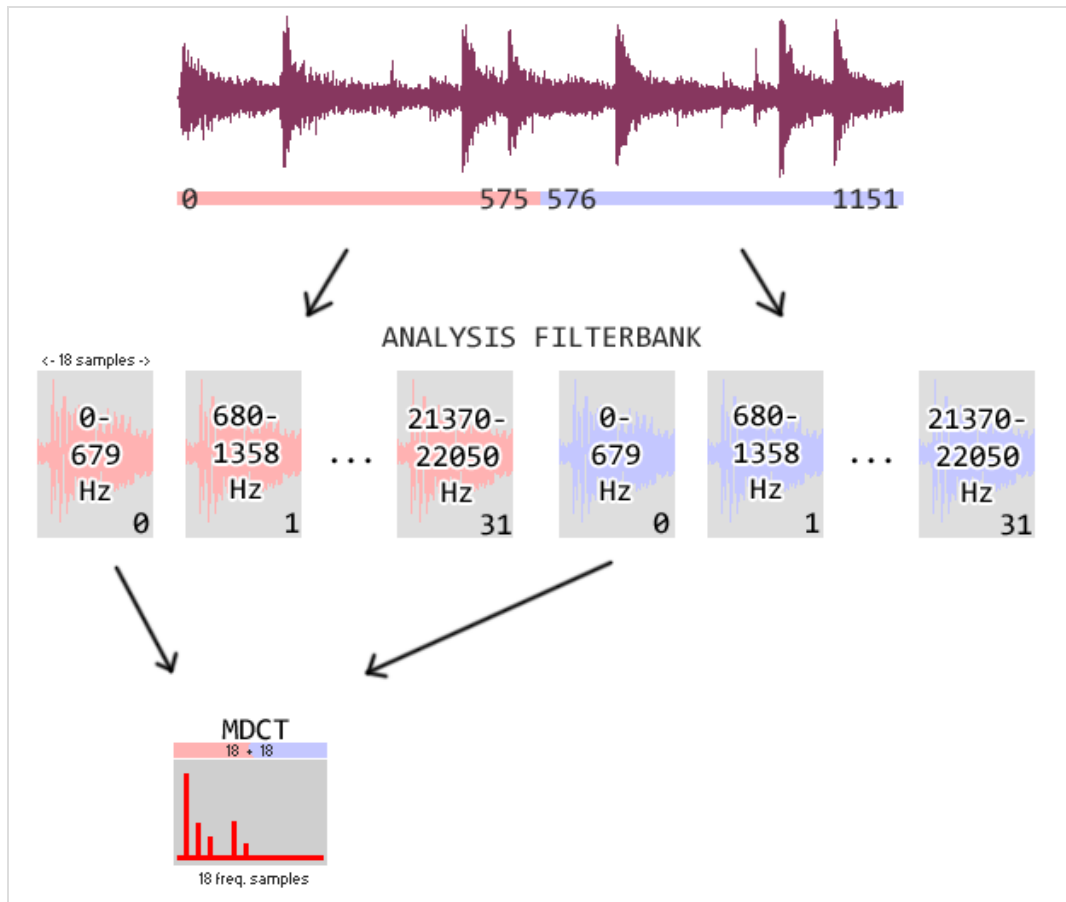 0 575 576 1151
ANALYSIS FILTERBANK
<- 18 samples ->
0-
679
Hz
0
680-
1358
Hz
1
...
21370-
22050
Hz
31
0-
679
Hz
0
680-
1358
Hz
1
...
21370-
22050
Hz
31
MDCT
18 + 18
18 freq. samples